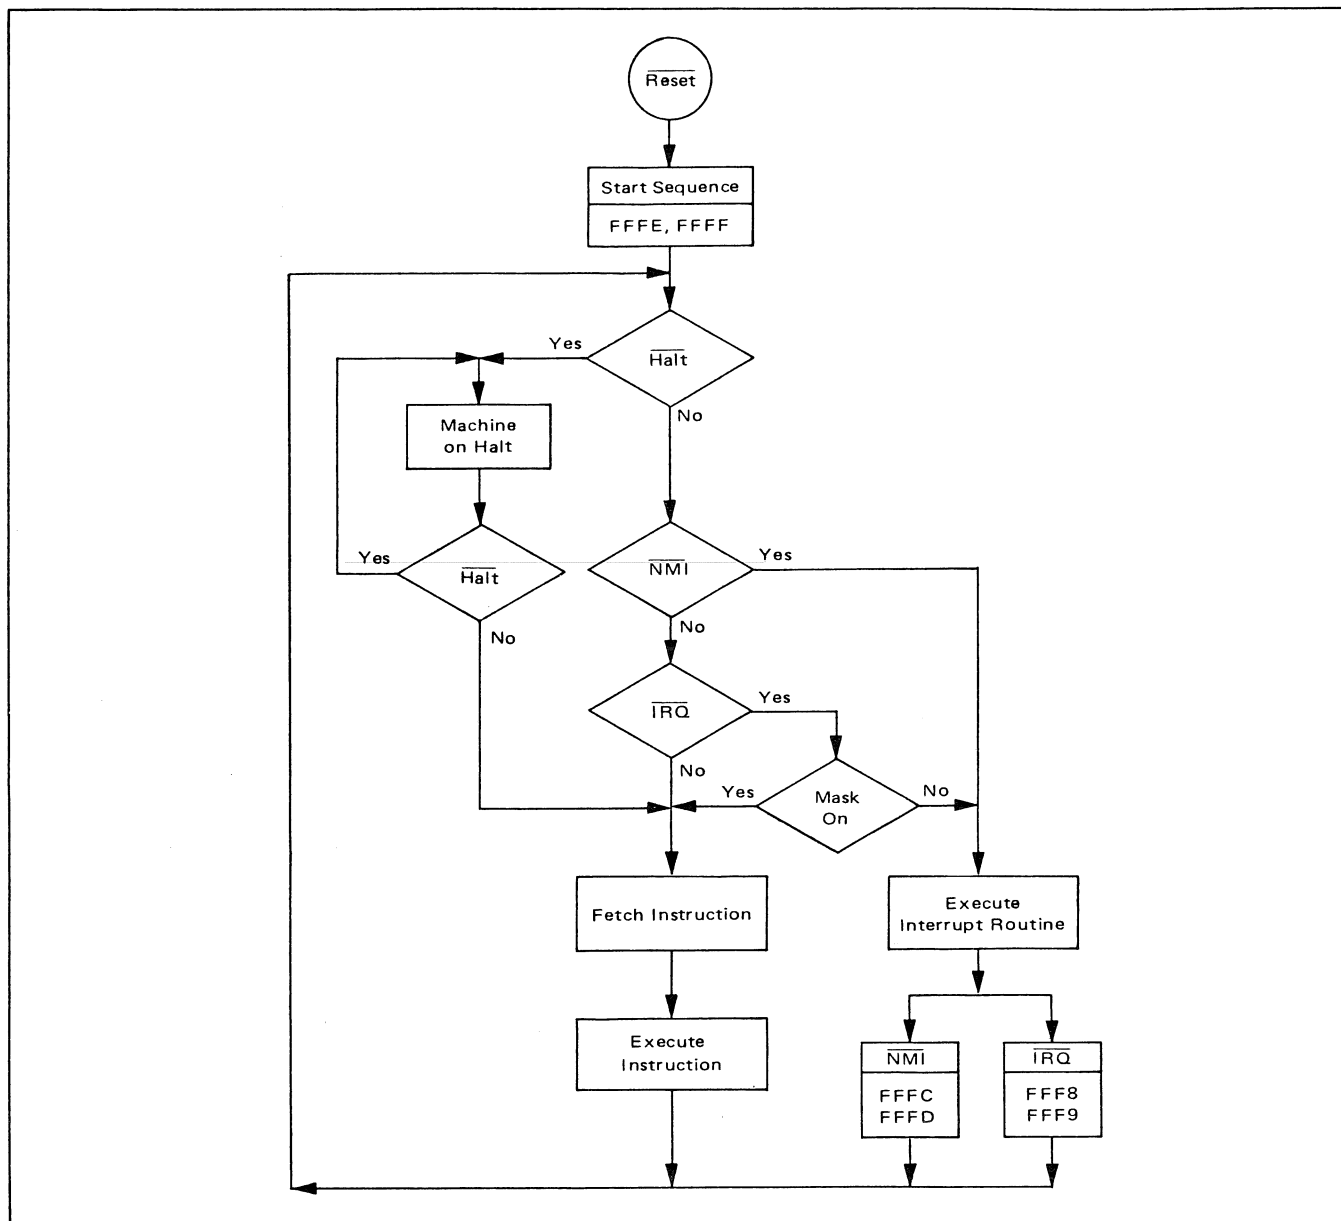 Reset
Start Sequence
FFFE, FFFF
Halt
Yes
No
Machine
on Halt
Halt
Yes
No
NMI
Yes
No
IRQ
Yes
No
Mask
On
Yes
No
Fetch Instruction
Execute
Interrupt Routine
Execute
Instruction
NMI
FFFC
FFFD
IRQ
FFF8
FFF9